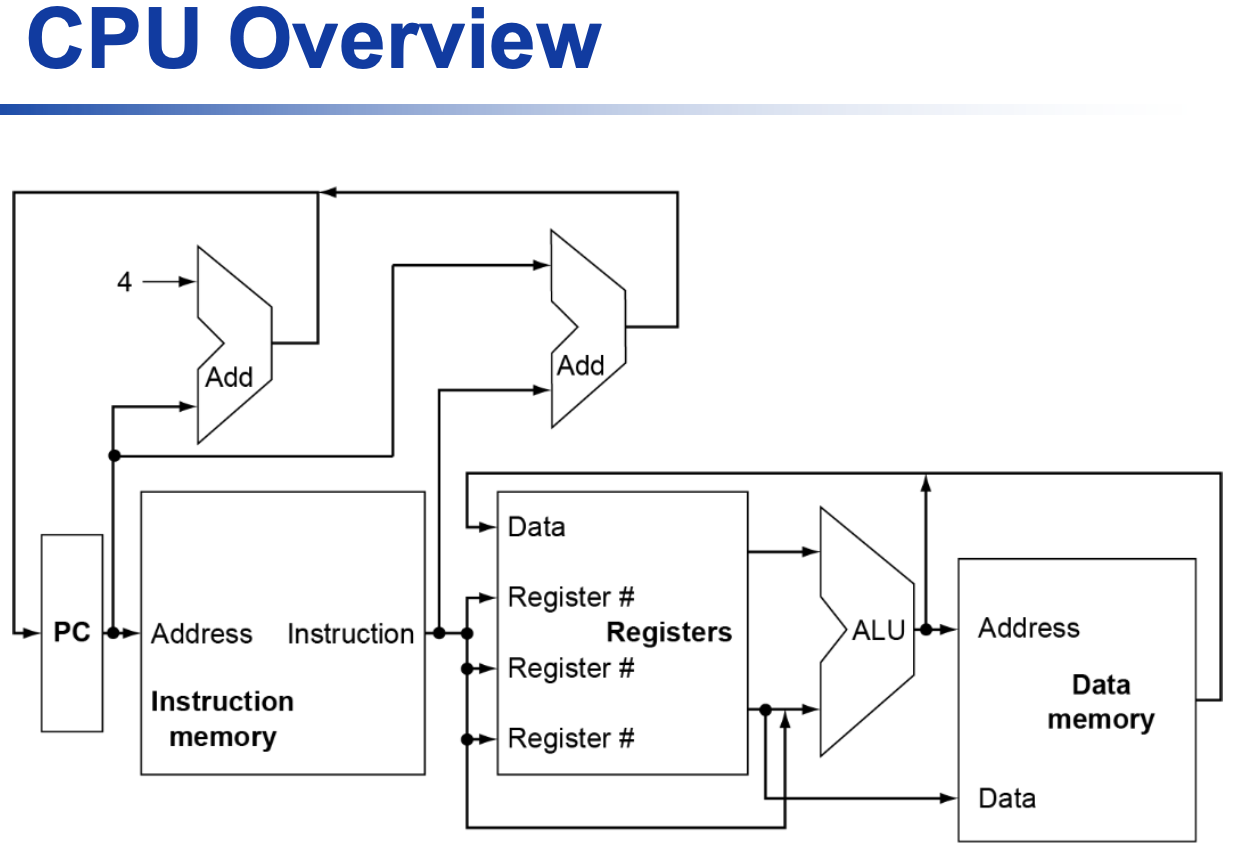 CPU Overview
4
Add
Add
Data
Register #
PC
Address
Instruction
Registers
ALU
Address
Register #
Instruction
memory
Data
memory
Register #
Data